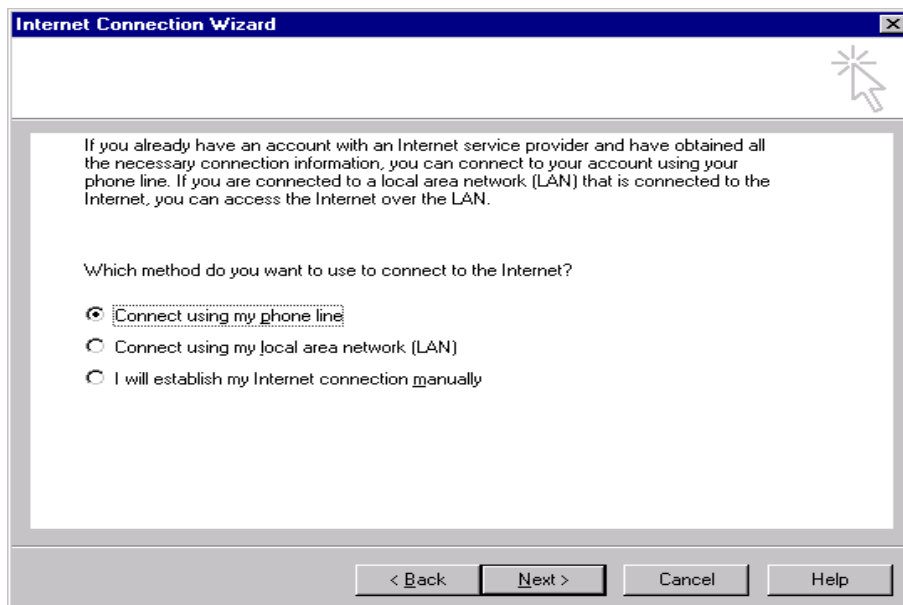 Internet Connection Wizard
If you already have an account with an Internet service provider and have obtained all
the necessary connection information, you can connect to your account using your
phone line. If you are connected to a local area network (LAN) that is connected to the
Internet, you can access the Internet over the LAN.
Which method do you want to use to connect to the Internet?
Connect using my phone line
Connect using my local area network (LAN)
I will establish my Internet connection manually
< Back Next > Cancel Help